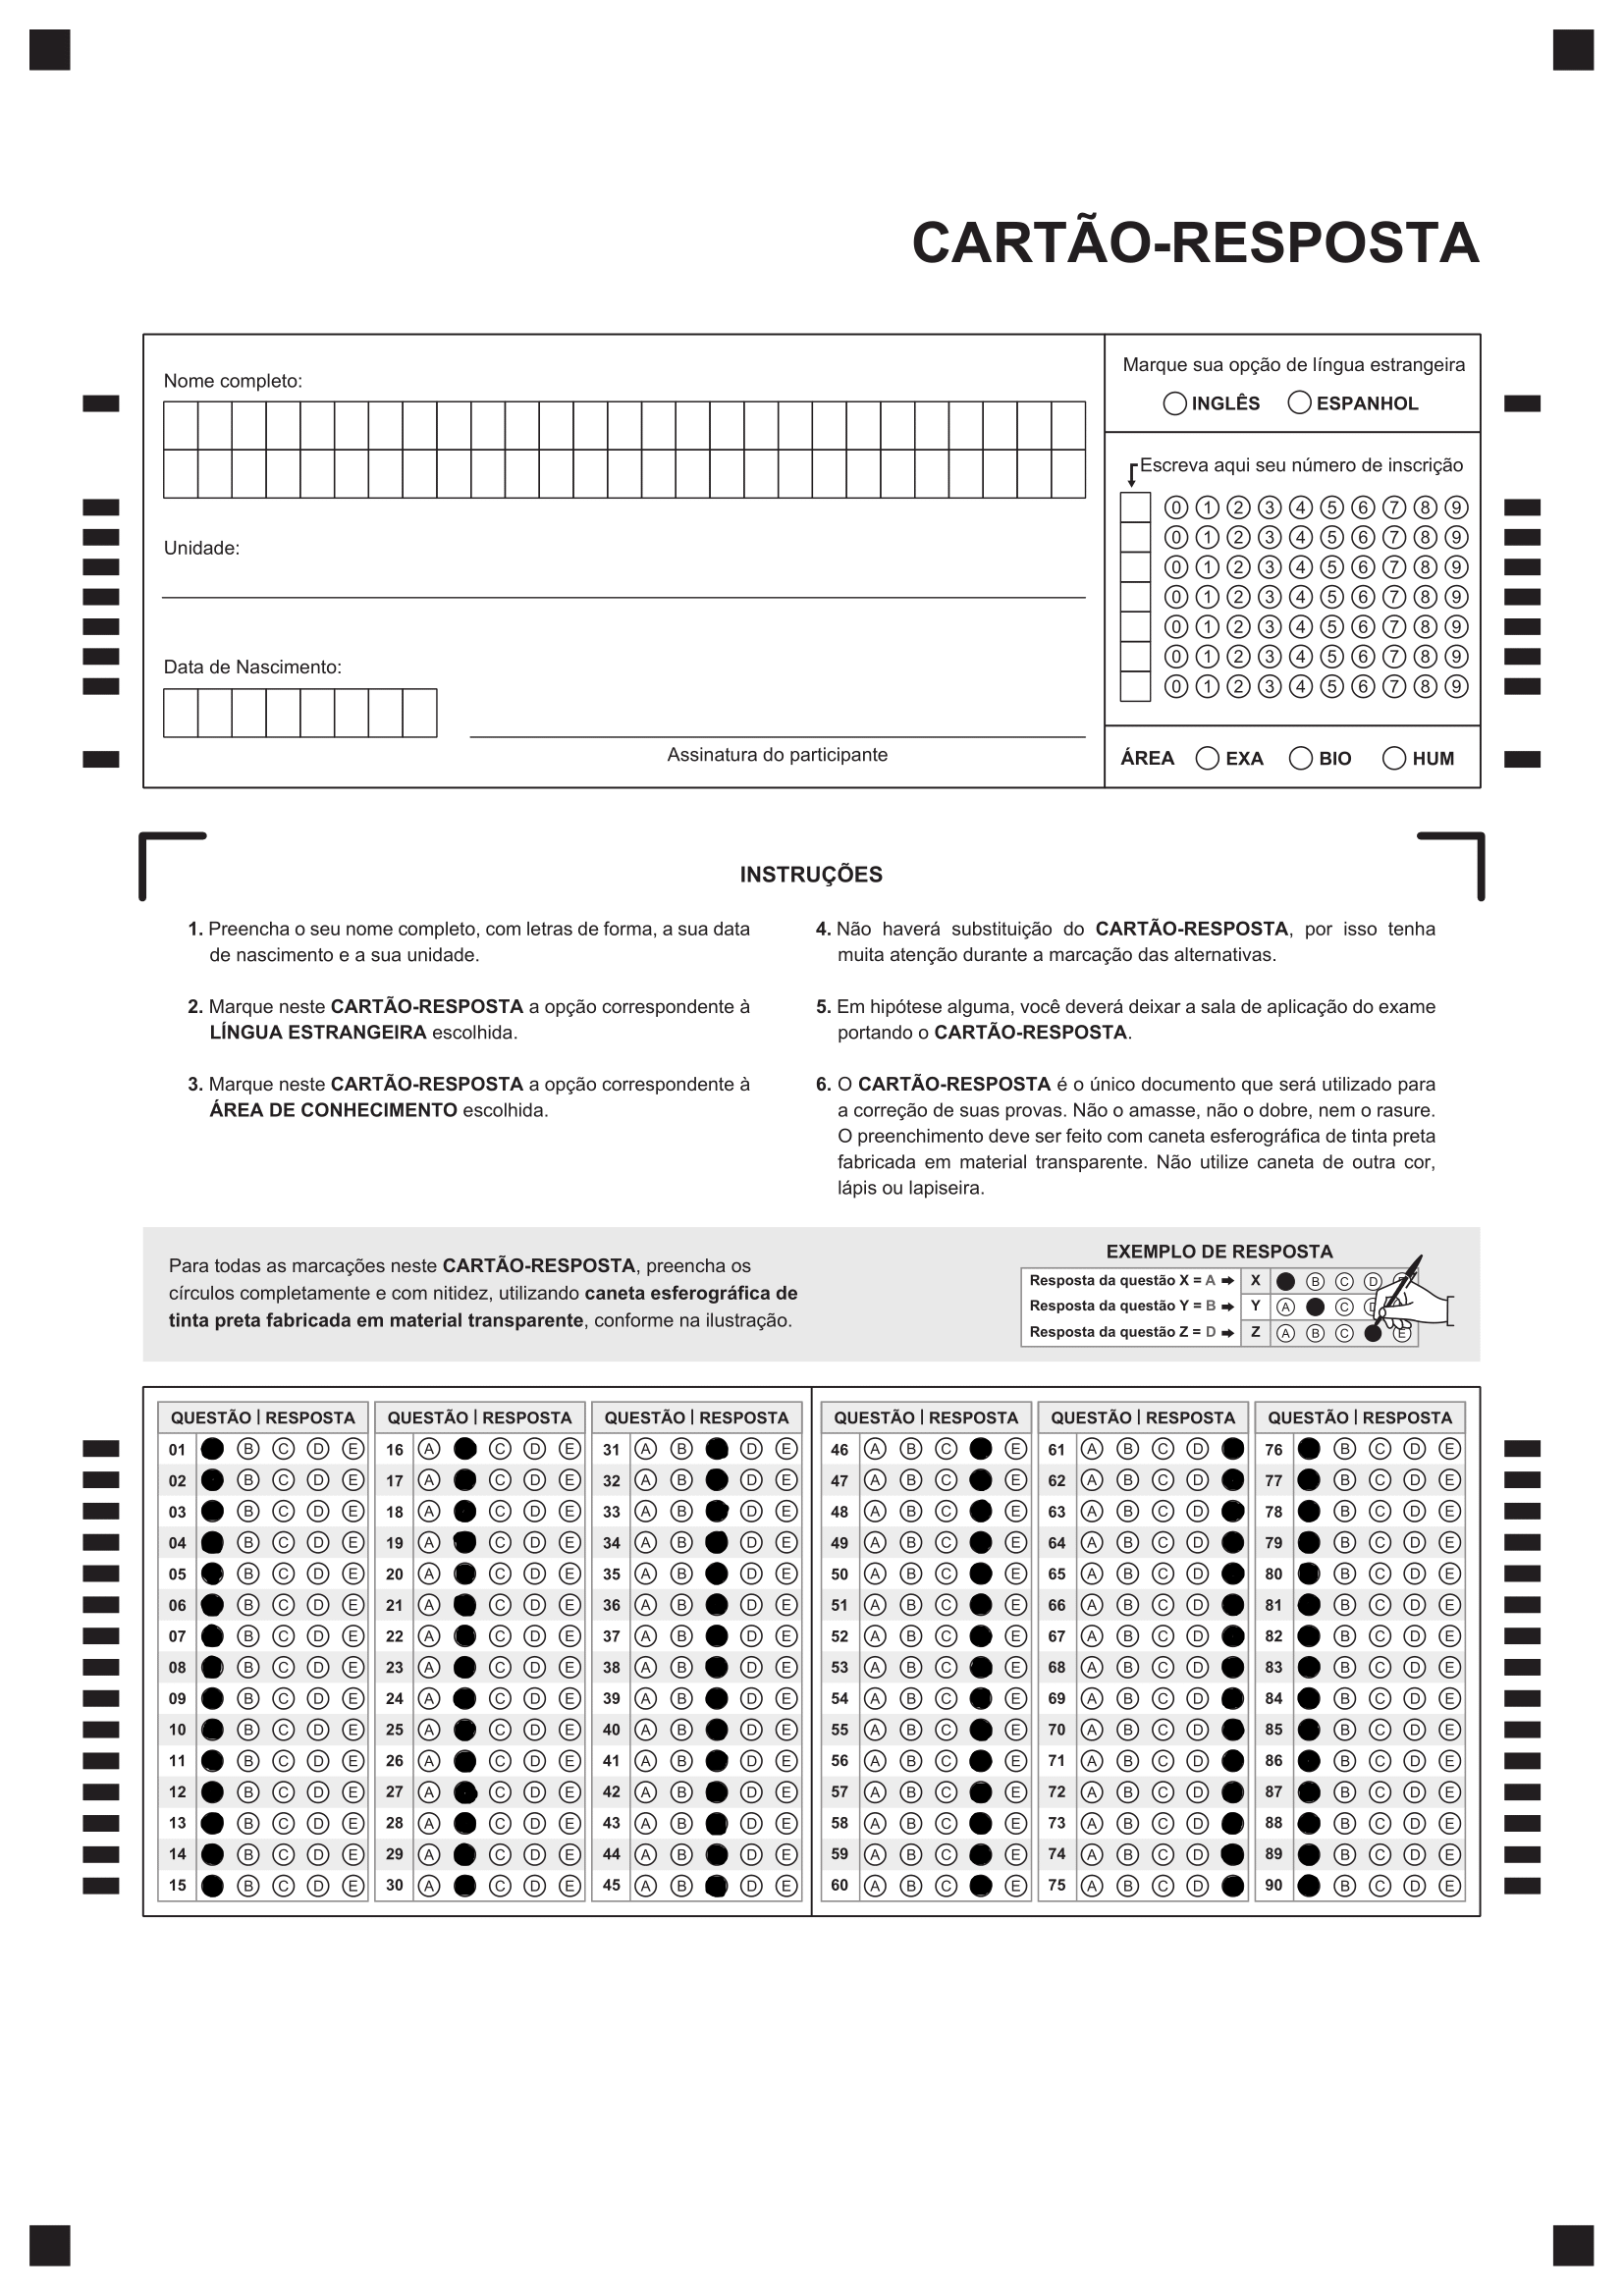 CARTÃO-RESPOSTA
Nome completo:
Unidade:
Data de Nascimento:
Assinatura do participante
Marque sua opção de língua estrangeira
INGLÊS ESPANHOL
Escreva aqui seu número de inscrição
0 1 2 3 4 5 6 7 8 9
0 1 2 3 4 5 6 7 8 9
0 1 2 3 4 5 6 7 8 9
0 1 2 3 4 5 6 7 8 9
0 1 2 3 4 5 6 7 8 9
0 1 2 3 4 5 6 7 8 9
0 1 2 3 4 5 6 7 8 9
ÁREA EXA BIO HUM
INSTRUÇÕES
1. Preencha o seu nome completo, com letras de forma, a sua data
de nascimento e a sua unidade.
2. Marque neste CARTÃO-RESPOSTA a opção correspondente à
LÍNGUA ESTRANGEIRA escolhida.
3. Marque neste CARTÃO-RESPOSTA a opção correspondente à
ÁREA DE CONHECIMENTO escolhida.
4. Não haverá substituição do CARTÃO-RESPOSTA, por isso tenha
muita atenção durante a marcação das alternativas.
5. Em hipótese alguma, você deverá deixar a sala de aplicação do exame
portando o CARTÃO-RESPOSTA.
6. O CARTÃO-RESPOSTA é o único documento que será utilizado para
a correção de suas provas. Não o amasse, não o dobre, nem o rasure.
O preenchimento deve ser feito com caneta esferográfica de tinta preta
fabricada em material transparente. Não utilize caneta de outra cor,
lápis ou lapiseira.
Para todas as marcações neste CARTÃO-RESPOSTA, preencha os
círculos completamente e com nitidez, utilizando caneta esferográfica de
tinta preta fabricada em material transparente, conforme na ilustração.
EXEMPLO DE RESPOSTA
Resposta da questão X = A X B C D
Resposta da questão Y = B Y A C D
Resposta da questão Z = D Z A B C E
QUESTÃO | RESPOSTA QUESTÃO | RESPOSTA QUESTÃO | RESPOSTA QUESTÃO | RESPOSTA QUESTÃO | RESPOSTA QUESTÃO | RESPOSTA
01 B C D E 16 A C D E 31 A B D E 46 A B C E 61 A B C D 76 B C D E
02 B C D E 17 A C D E 32 A B D E 47 A B C E 62 A B C D 77 B C D E
03 B C D E 18 A C D E 33 A B D E 48 A B C E 63 A B C D 78 B C D E
04 B C D E 19 A C D E 34 A B D E 49 A B C E 64 A B C D 79 B C D E
05 B C D E 20 A C D E 35 A B D E 50 A B C E 65 A B C D 80 B C D E
06 B C D E 21 A C D E 36 A B D E 51 A B C E 66 A B C D 81 B C D E
07 B C D E 22 A C D E 37 A B D E 52 A B C E 67 A B C D 82 B C D E
08 B C D E 23 A C D E 38 A B D E 53 A B C E 68 A B C D 83 B C D E
09 B C D E 24 A C D E 39 A B D E 54 A B C E 69 A B C D 84 B C D E
10 B C D E 25 A C D E 40 A B D E 55 A B C E 70 A B C D 85 B C D E
11 B C D E 26 A C D E 41 A B D E 56 A B C E 71 A B C D 86 B C D E
12 B C D E 27 A C D E 42 A B D E 57 A B C E 72 A B C D 87 B C D E
13 B C D E 28 A C D E 43 A B D E 58 A B C E 73 A B C D 88 B C D E
14 B C D E 29 A C D E 44 A B D E 59 A B C E 74 A B C D 89 B C D E
15 B C D E 30 A C D E 45 A B D E 60 A B C E 75 A B C D 90 B C D E